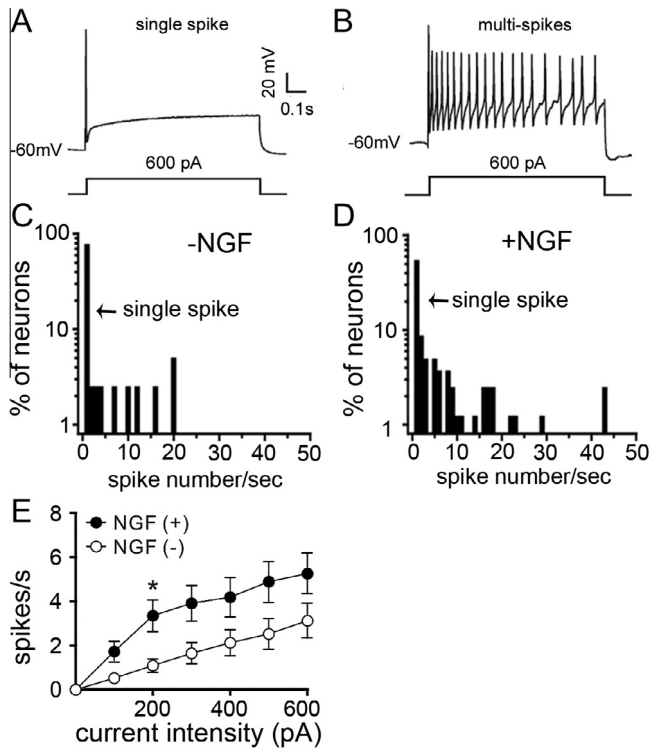 A
single spike
20 mV
0.1s
-60mV
600 pA
B
multi-spikes
-60mV
600 pA
C
-NGF
% of neurons
100
10
1
single spike
0 10 20 30 40 50
spike number/sec
D
+NGF
% of neurons
100
10
1
single spike
0 10 20 30 40 50
spike number/sec
E
NGF (+)
NGF (-)
spikes/s
8
6
4
2
0
*
200 400 600
current intensity (pA)